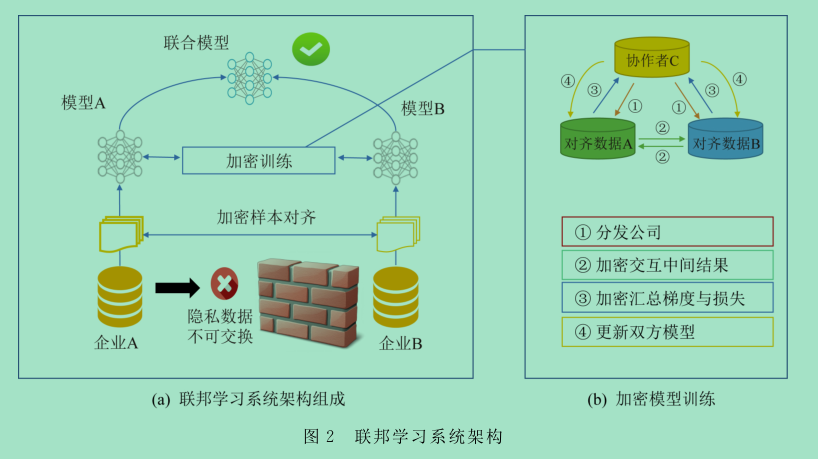 联合模型
模型A
模型B
加密训练
加密样本对齐
隐私数据
不可交换
企业A
企业B
(a) 联邦学习系统架构组成
协作者C
④
③
①
①
③
④
对齐数据A
②
②
对齐数据B
① 分发公司
② 加密交互中间结果
③ 加密汇总梯度与损失
④ 更新双方模型
(b) 加密模型训练
图 2 联邦学习系统架构